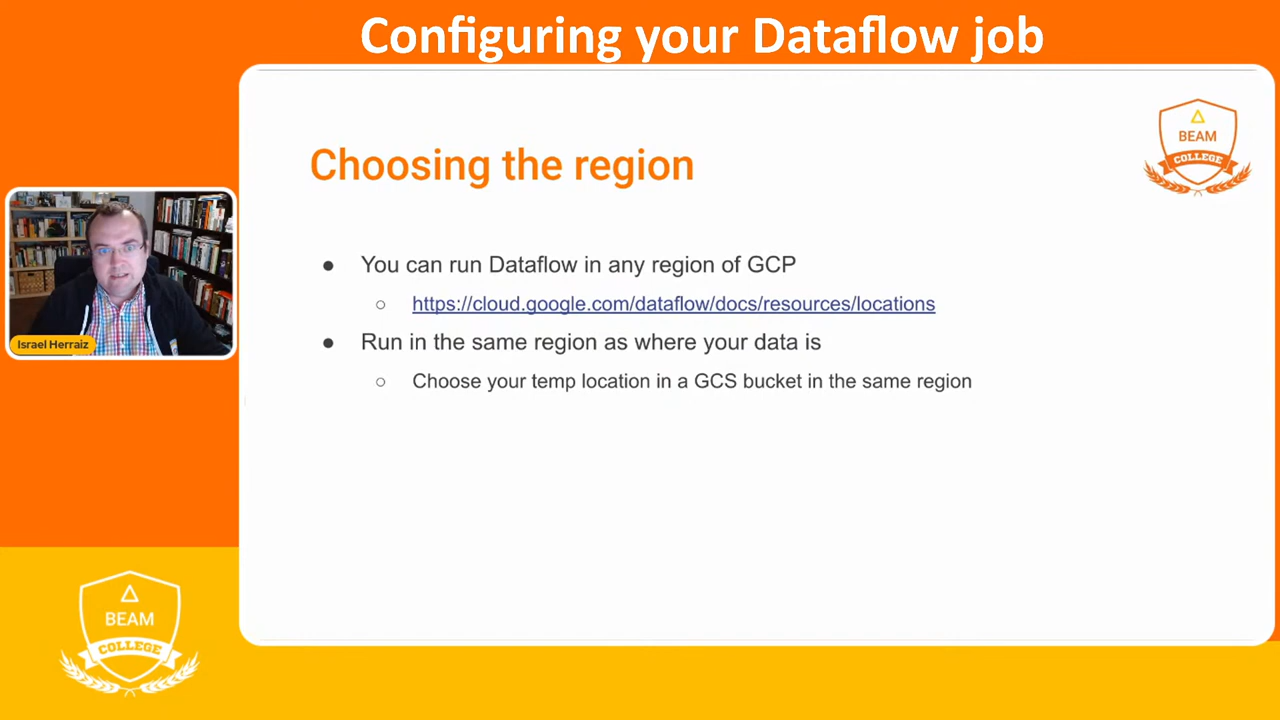 Configuring your Dataflow job
BEAM
COLLEGE
Choosing the region
● You can run Dataflow in any region of GCP
○ https://cloud.google.com/dataflow/docs/resources/locations
● Run in the same region as where your data is
○ Choose your temp location in a GCS bucket in the same region
Israel Herraiz
BEAM
COLLEGE